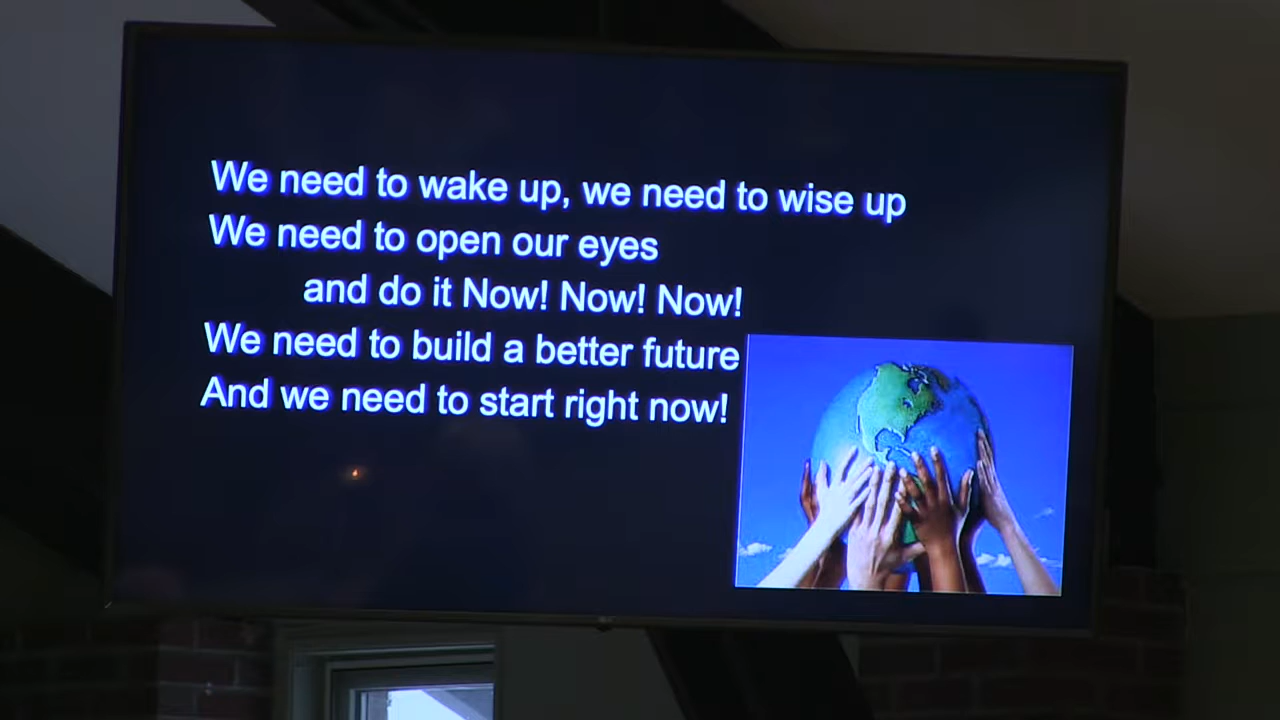 We need to wake up, we need to wise up
We need to open our eyes
and do it Now! Now! Now!
We need to build a better future
And we need to start right now!